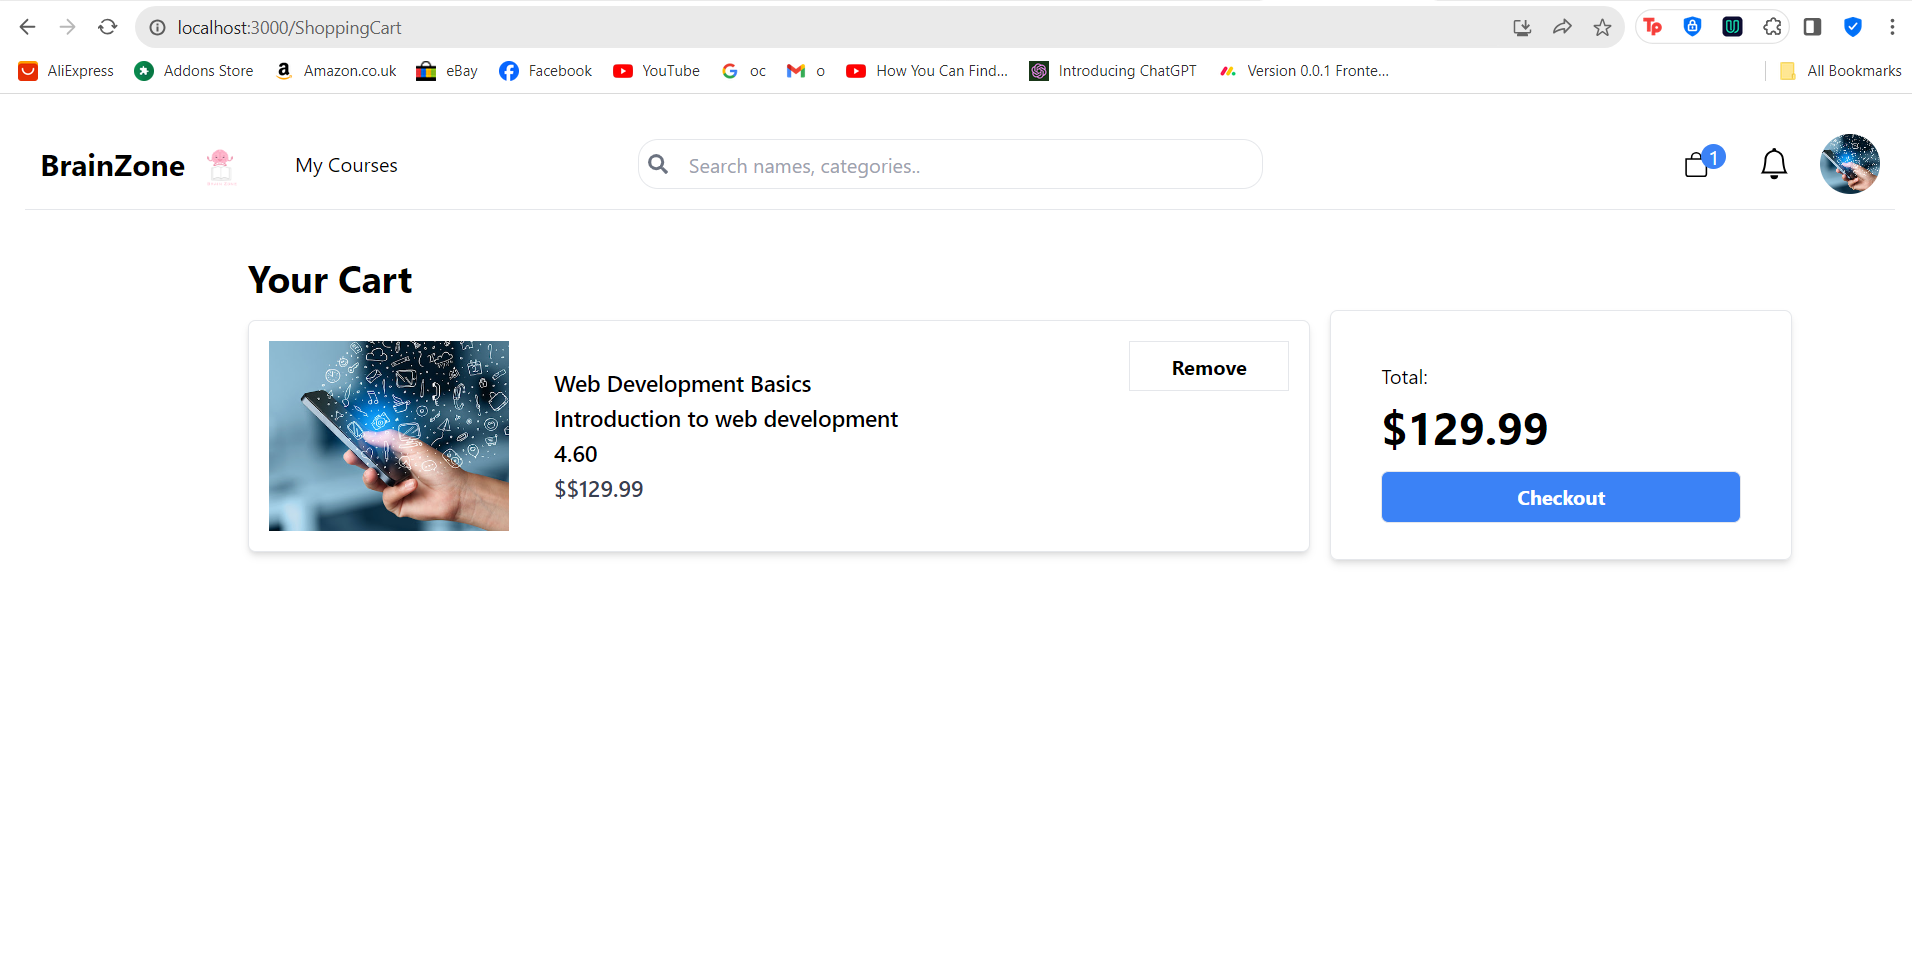 localhost:3000/ShoppingCart
AliExpress Addons Store Amazon.co.uk eBay Facebook YouTube oc o How You Can Find... Introducing ChatGPT Version 0.0.1 Fronte... All Bookmarks
BrainZone My Courses Search names, categories.. 1
Your Cart
Web Development Basics
Introduction to web development
4.60
$$129.99
Remove
Total:
$129.99
Checkout